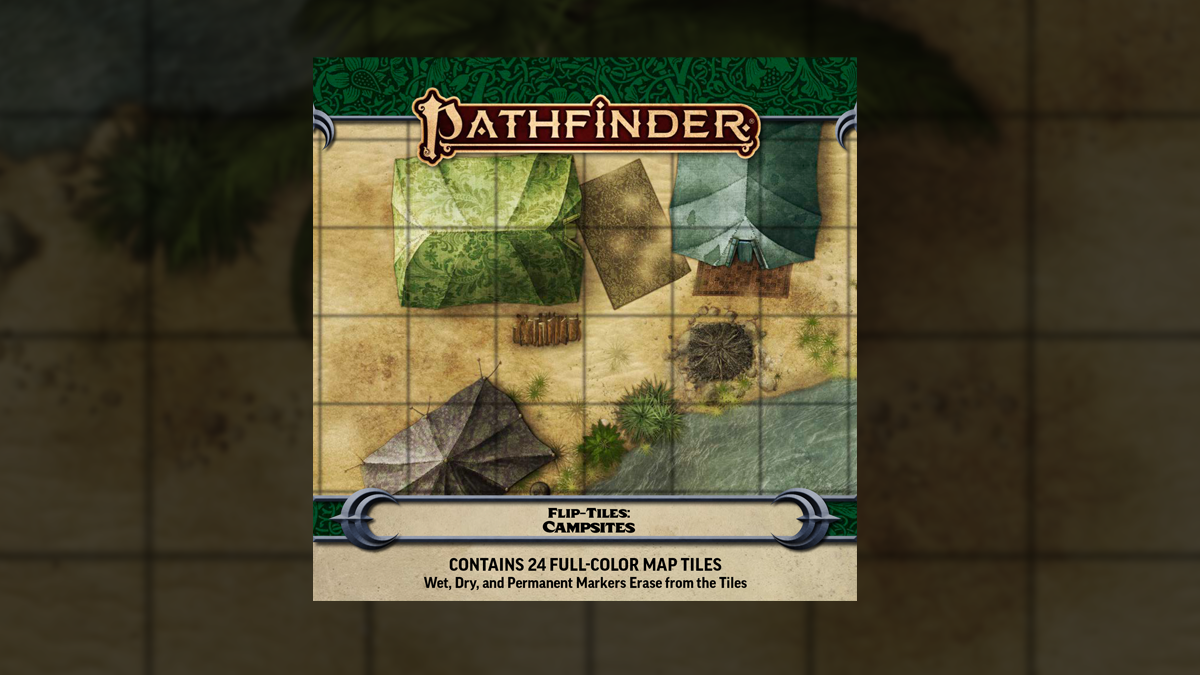 PATHFINDER
FLIP-TILES:
CAMPSITES
CONTAINS 24 FULL-COLOR MAP TILES
Wet, Dry, and Permanent Markers Erase from the Tiles